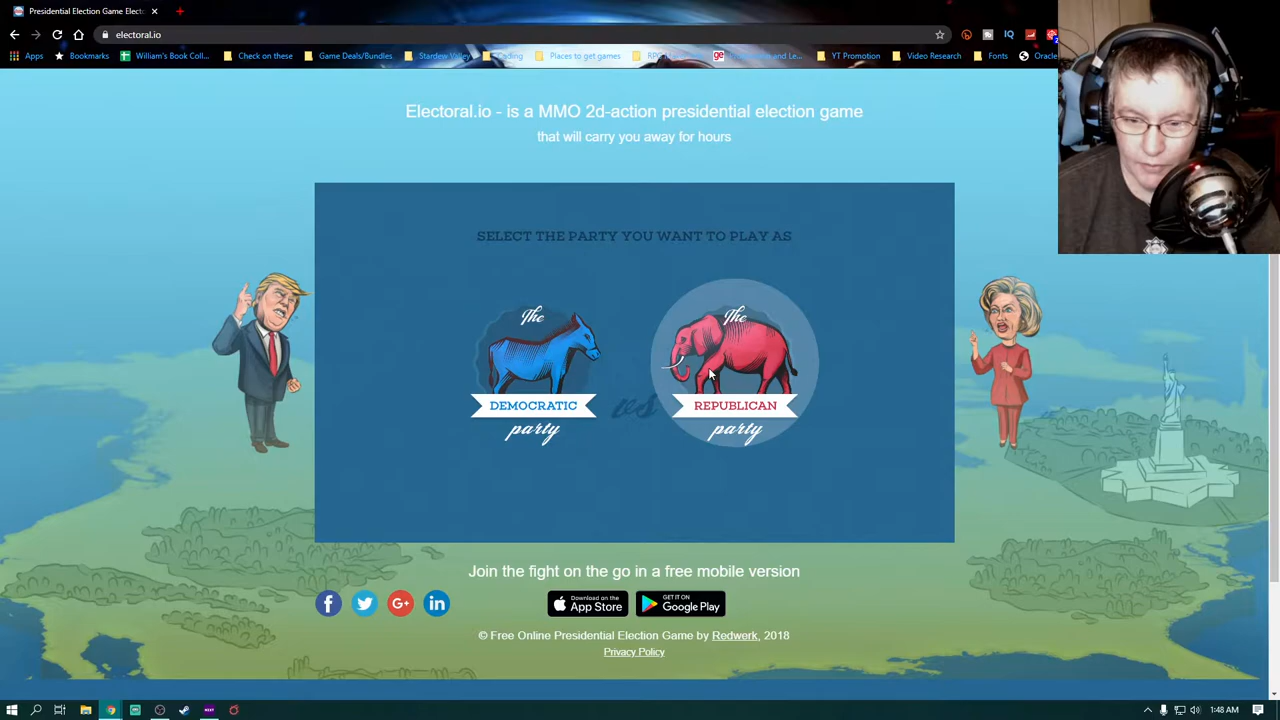 Presidential Election Game Elect
electoral.io
Apps
Bookmarks
William's Book Coll...
Check on these
Game Deals/Bundles
Stardew Valley
Places to get games
YT Promotion
Video Research
Fonts
Oracle
Electoral.io - is a MMO 2d-action presidential election game
that will carry you away for hours
SELECT THE PARTY YOU WANT TO PLAY AS
The
DEMOCRATIC
party
vs
The
REPUBLICAN
party
Join the fight on the go in a free mobile version
Download on the
App Store
GET IT ON
Google Play
© Free Online Presidential Election Game by Redwerk, 2018
Privacy Policy
1:48 AM